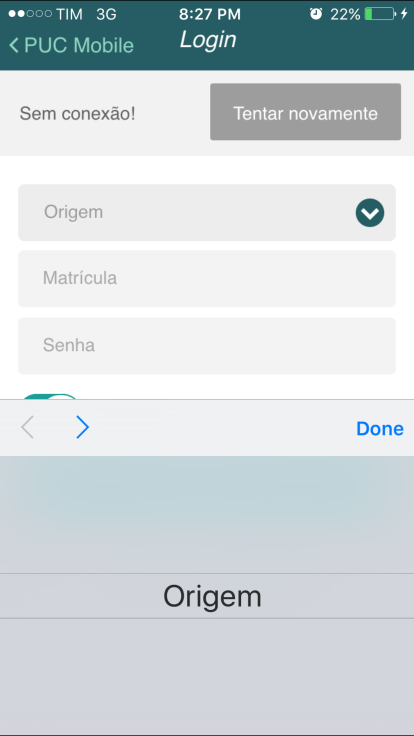 TIM 3G 8:27 PM 22%
PUC Mobile Login
Sem conexão! Tentar novamente
Origem
Matrícula
Senha
Done
Origem